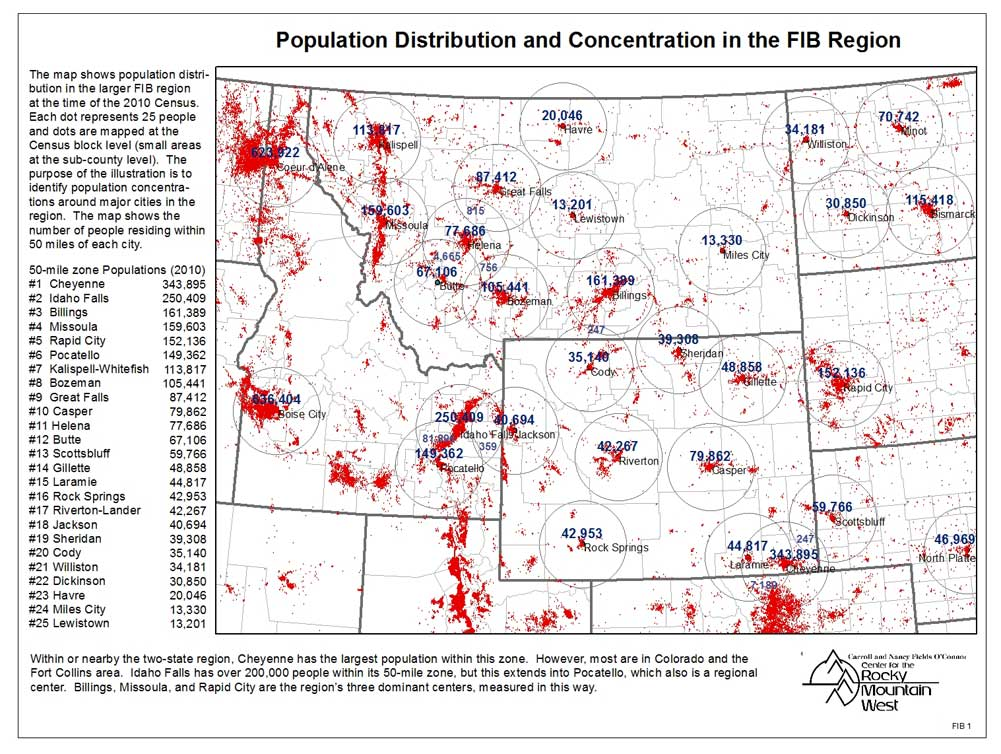 Population Distribution and Concentration in the FIB Region
The map shows population distri-
bution in the larger FIB region
at the time of the 2010 Census.
Each dot represents 25 people
and dots are mapped at the
Census block level (small areas
at the sub-county level).  The
purpose of the illustration is to
identify population concentra-
tions around major cities in the
region.  The map shows the
number of people residing within
50 miles of each city.
50-mile zone Populations (2010)
#1 Cheyenne 343,895
#2 Idaho Falls 250,409
#3 Billings 161,389
#4 Missoula 159,603
#5 Rapid City 152,136
#6 Pocatello 149,362
#7 Kalispell-Whitefish 113,817
#8 Bozeman 105,441
#9 Great Falls 87,412
#10 Casper 79,862
#11 Helena 77,686
#12 Butte 67,106
#13 Scottsbluff 59,766
#14 Gillette 48,858
#15 Laramie 44,817
#16 Rock Springs 42,953
#17 Riverton-Lander 42,267
#18 Jackson 40,694
#19 Sheridan 39,308
#20 Cody 35,140
#21 Williston 34,181
#22 Dickinson 30,850
#23 Havre 20,046
#24 Miles City 13,330
#25 Lewistown 13,201
20,046
Havre
70,742
Minot
113,817
Kalispell
34,181
Williston
623,922
Coeur d'Alene
87,412
Great Falls
815
13,201
Lewistown
30,850
Dickinson
115,418
Bismarck
159,603
Missoula
77,686
Helena
13,330
Miles City
4,665
756
67,106
Butte
105,441
Bozeman
161,389
Billings
247
39,308
Sheridan
35,140
Cody
48,858
Gillette
152,136
Rapid City
636,404
Boise City
250,409
Idaho Falls
40,694
Jackson
359
149,362
Pocatello
42,267
Riverton
79,862
Casper
59,766
Scottsbluff
42,953
Rock Springs
247
44,817
Laramie
343,895
Cheyenne
7,189
46,969
North Platte
Within or nearby the two-state region, Cheyenne has the largest population within this zone.  However, most are in Colorado and the
Fort Collins area.  Idaho Falls has over 200,000 people within its 50-mile zone, but this extends into Pocatello, which also is a regional
center.  Billings, Missoula, and Rapid City are the region's three dominant centers, measured in this way.
Carroll and Nancy Fields O'Connor
Center for the
Rocky
Mountain
West
FIB 1